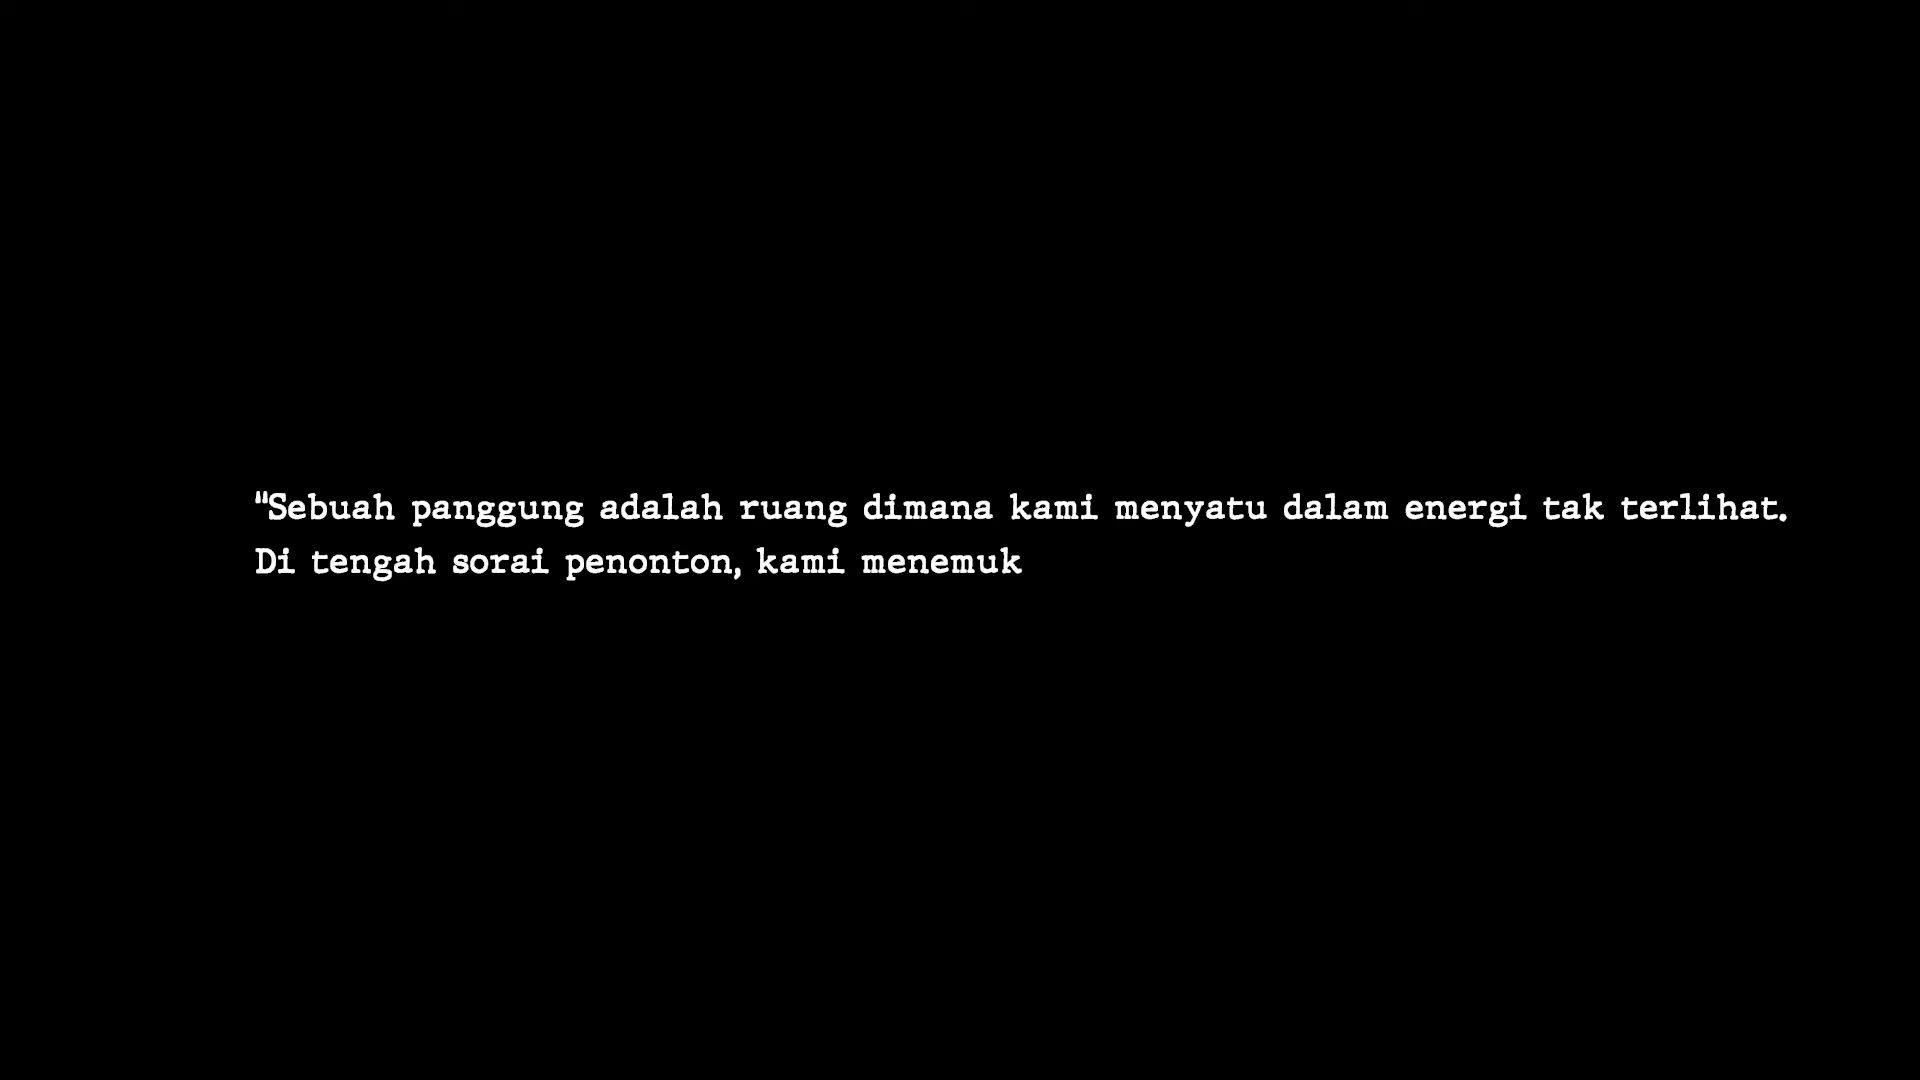 "Sebuah panggung adalah ruang dimana kami menyatu dalam energi tak terlihat.
Di tengah sorai penonton, kami menemuk